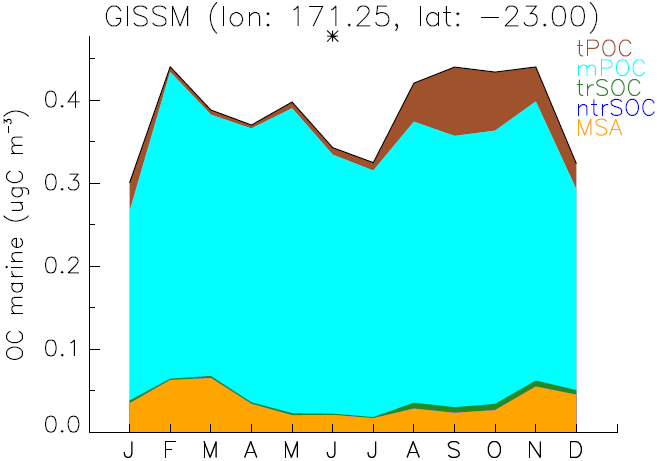 GISSM (lon: 171.25, lat: −23.00)
*
tPOC
mPOC
trSOC
ntrSOC
MSA
OC marine (ugC m⁻³)
0.4
0.3
0.2
0.1
0.0
J F M A M J J A S O N D